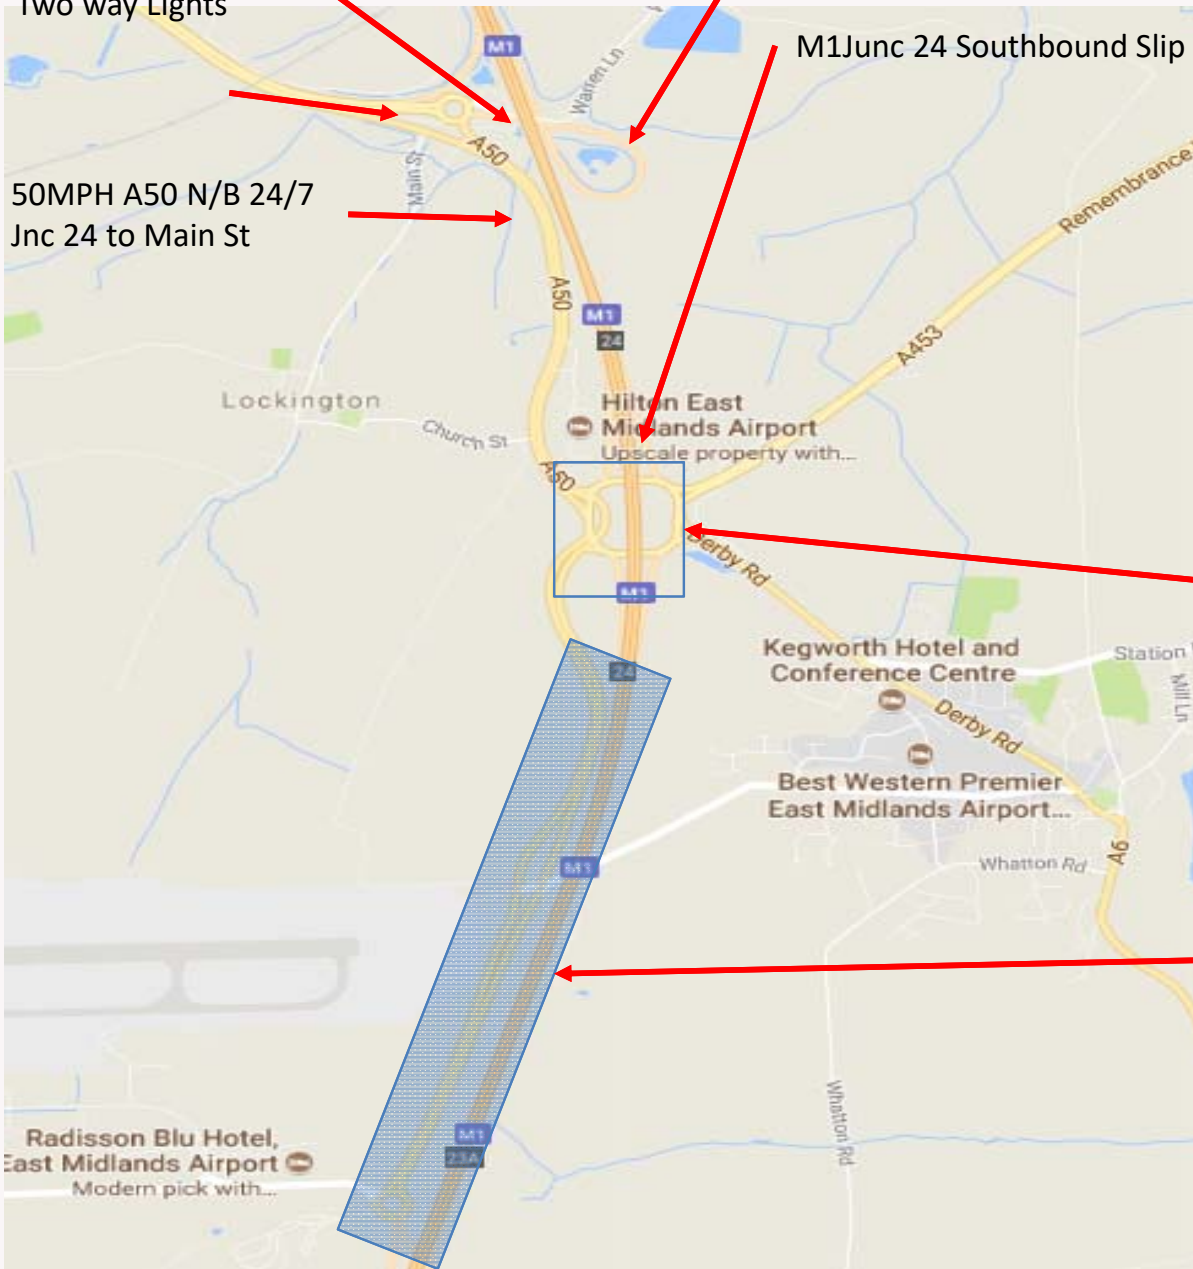 Two way Lights
M1Junc 24 Southbound Slip
M1
Warren Ln
50MPH A50 N/B 24/7
Jnc 24 to Main St
Main St
A50
Remembrance
A50
M1
24
A453
Lockington
Church St
Hilton East
Midlands Airport
Upscale property with...
A50
Derby Rd
M1
24
Kegworth Hotel and
Conference Centre
Station
Mill Ln
Derby Rd
Best Western Premier
East Midlands Airport...
Whatton Rd
A6
M1
Whatton Rd
Radisson Blu Hotel,
East Midlands Airport
Modern pick with...
M1
23A